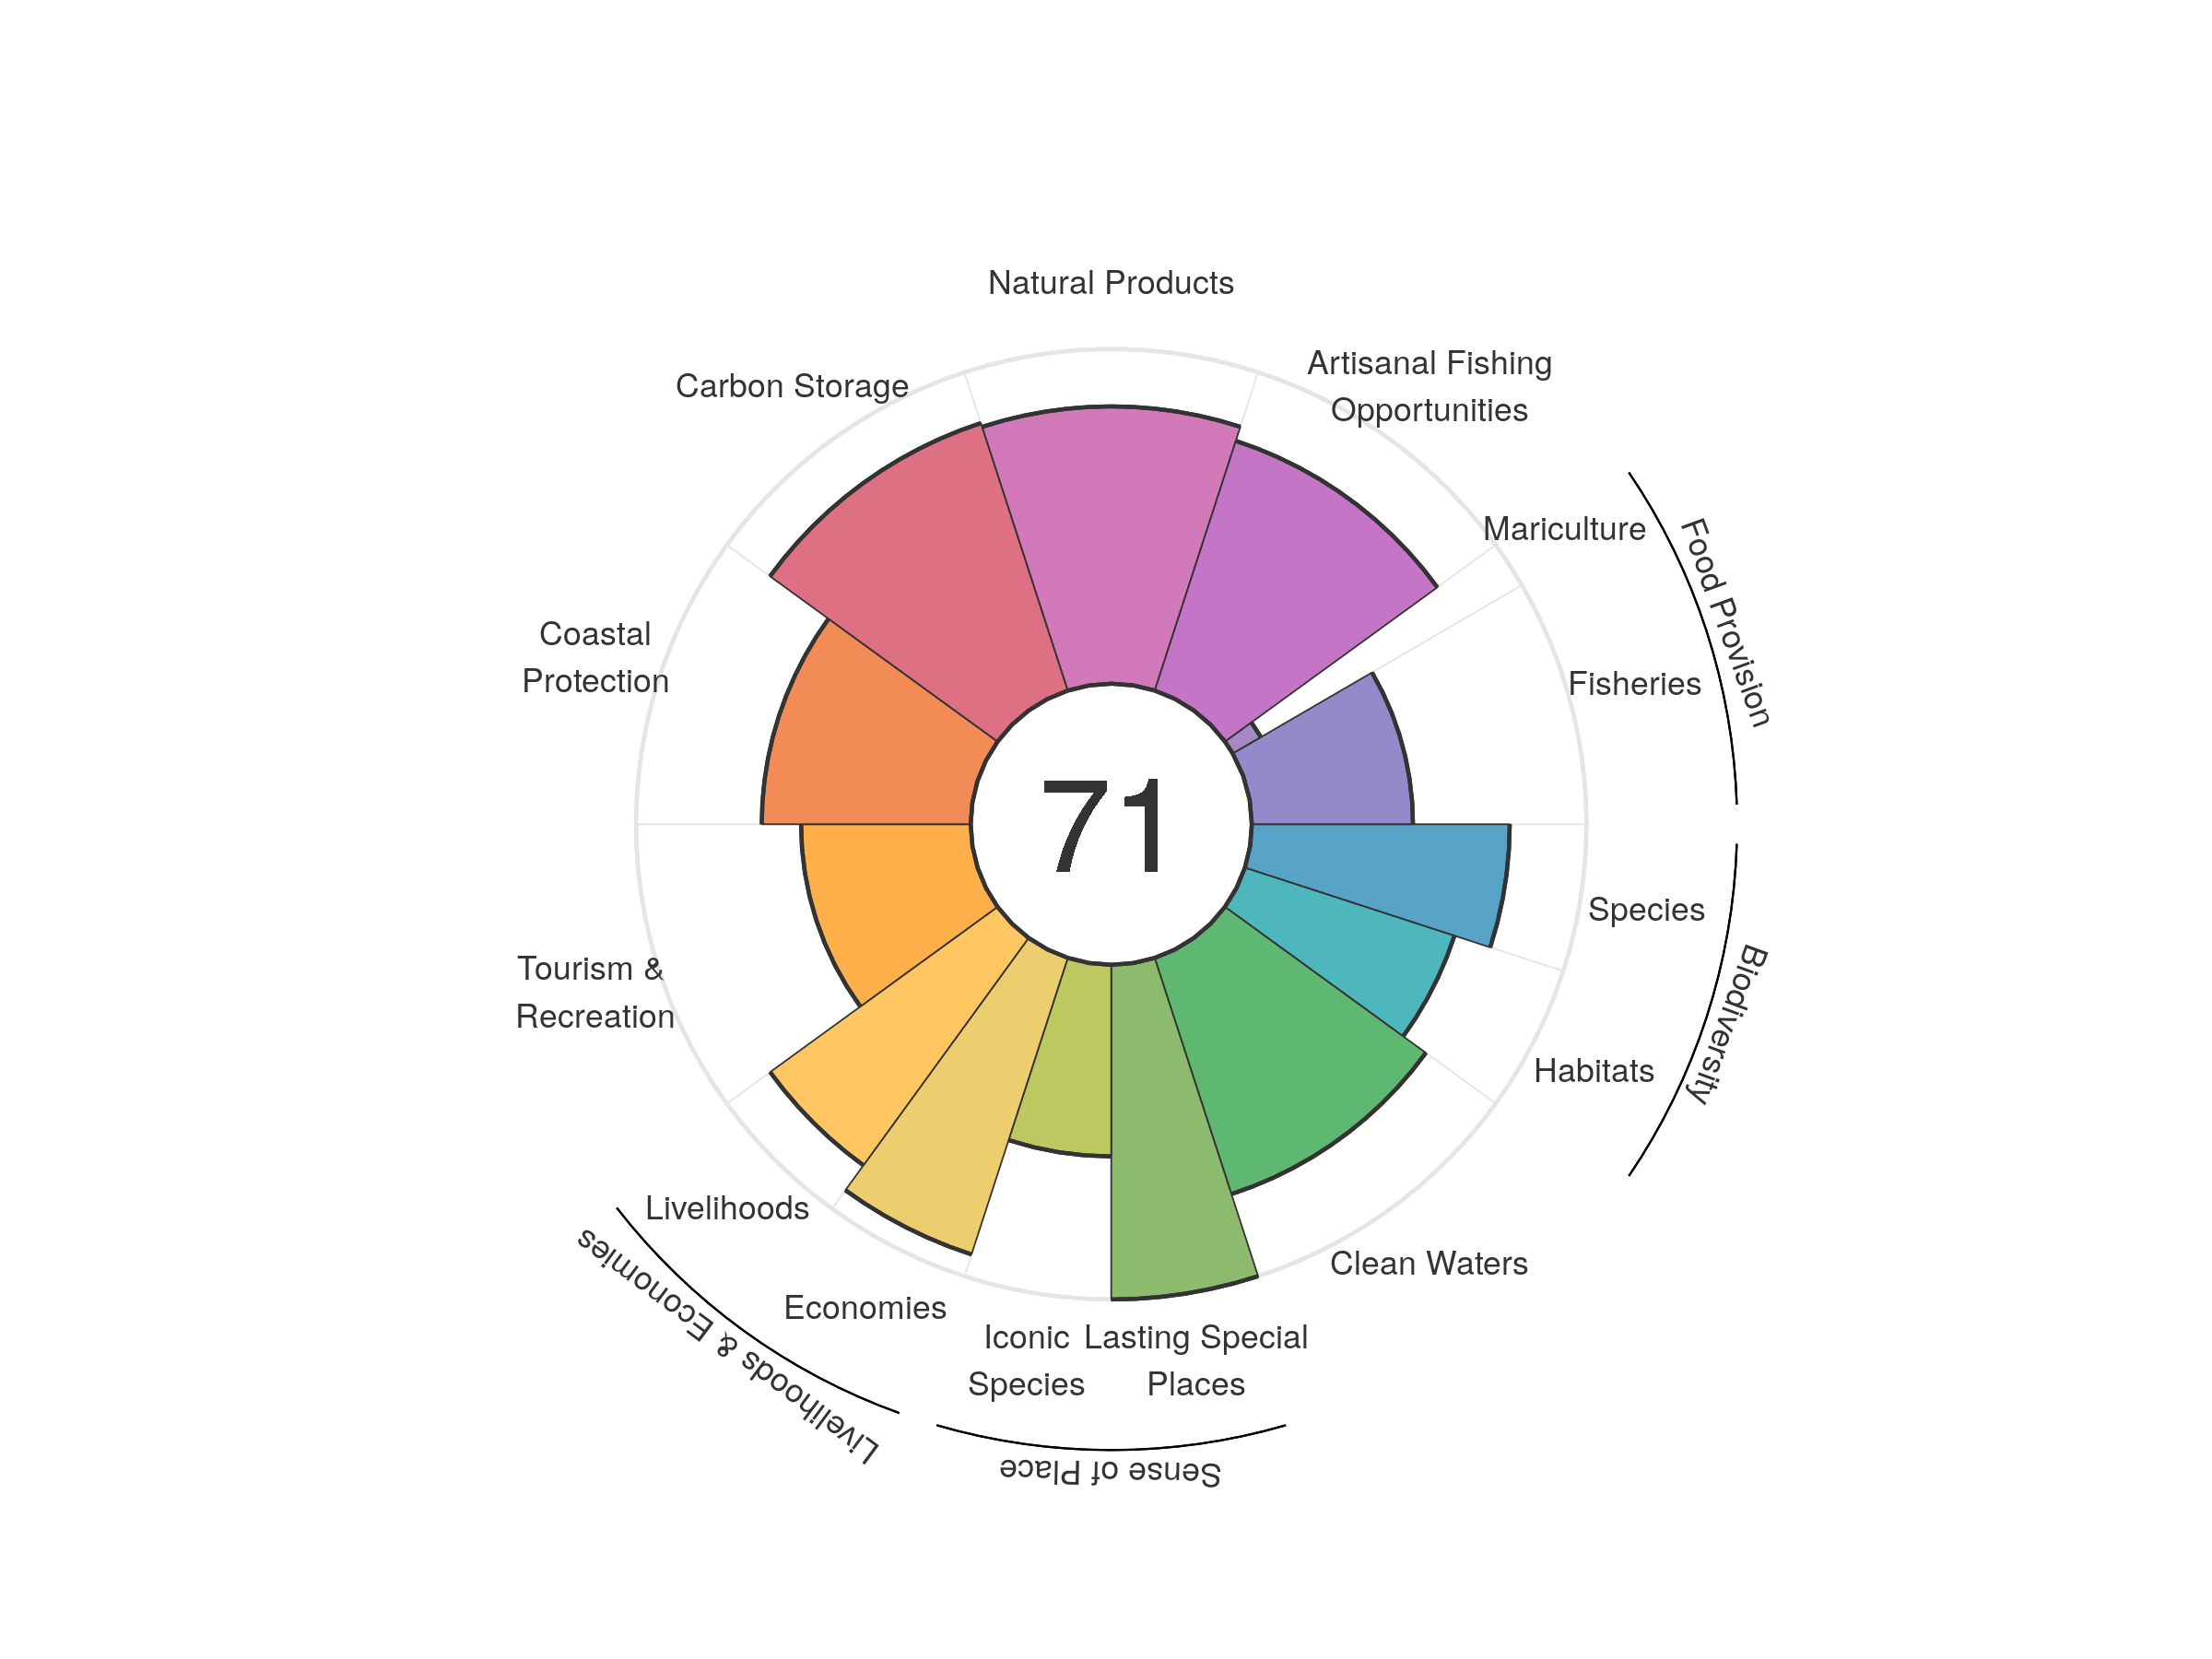 Natural Products
Artisanal Fishing
Opportunities
Carbon Storage
Mariculture
Food Provision
Coastal
Protection
Fisheries
71
Species
Biodiversity
Tourism &
Recreation
Habitats
Livelihoods
Livelihoods & Economies
Clean Waters
Economies
Iconic
Species
Lasting Special
Places
Sense of Place